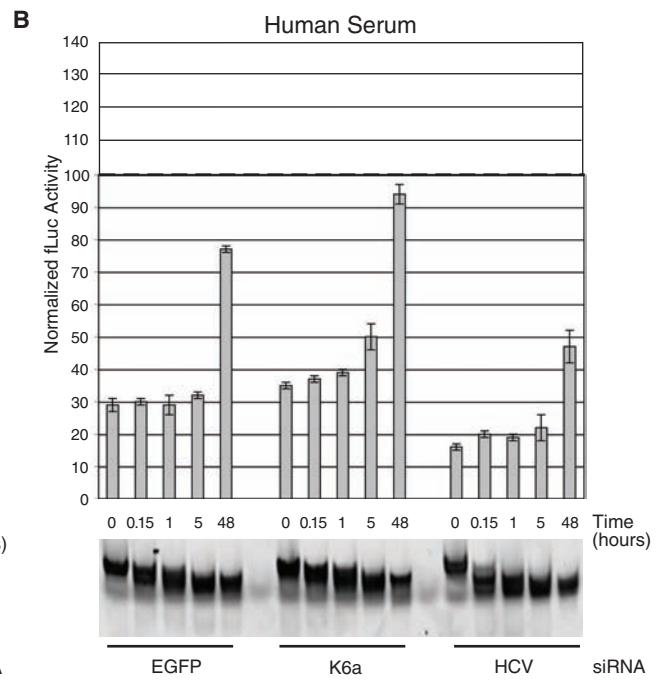 B
Human Serum
140
130
120
110
100
90
80
70
60
50
40
30
20
10
0
Normalized fLuc Activity
0 0.15 1 5 48 0 0.15 1 5 48 0 0.15 1 5 48 Time
(hours)
EGFP K6a HCV siRNA